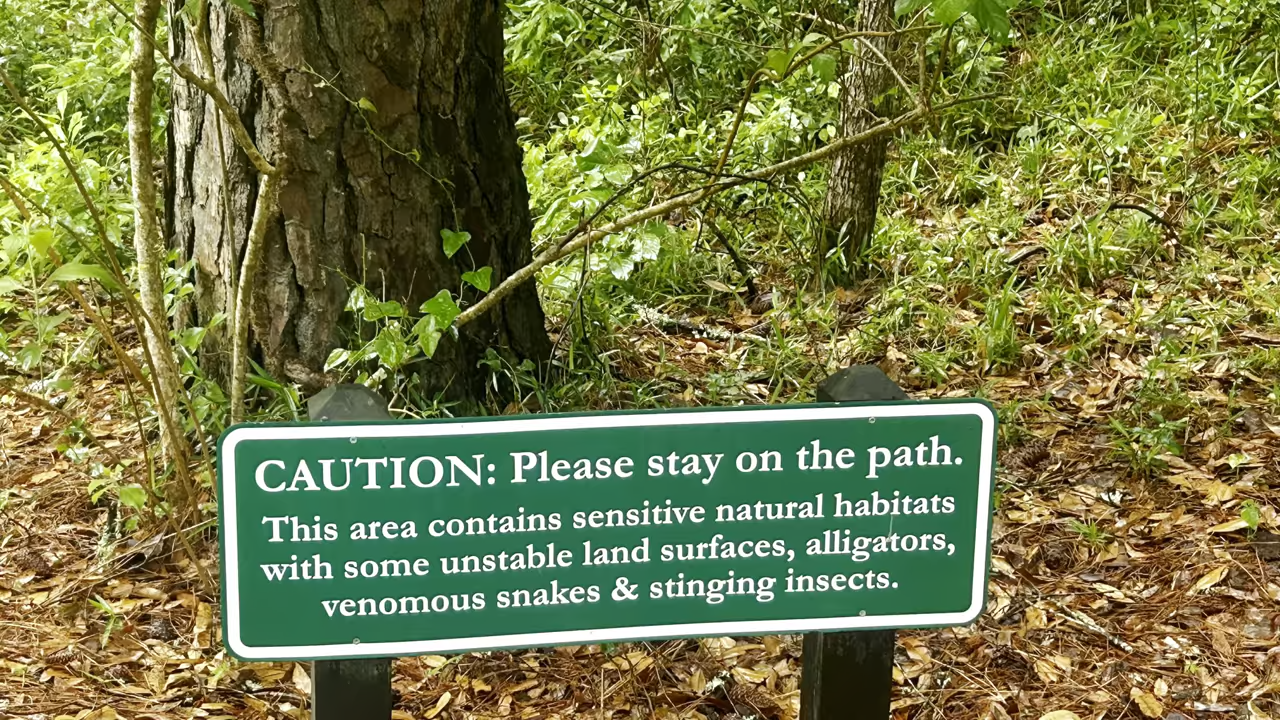 CAUTION: Please stay on the path.
This area contains sensitive natural habitats
with some unstable land surfaces, alligators,
venomous snakes & stinging insects.